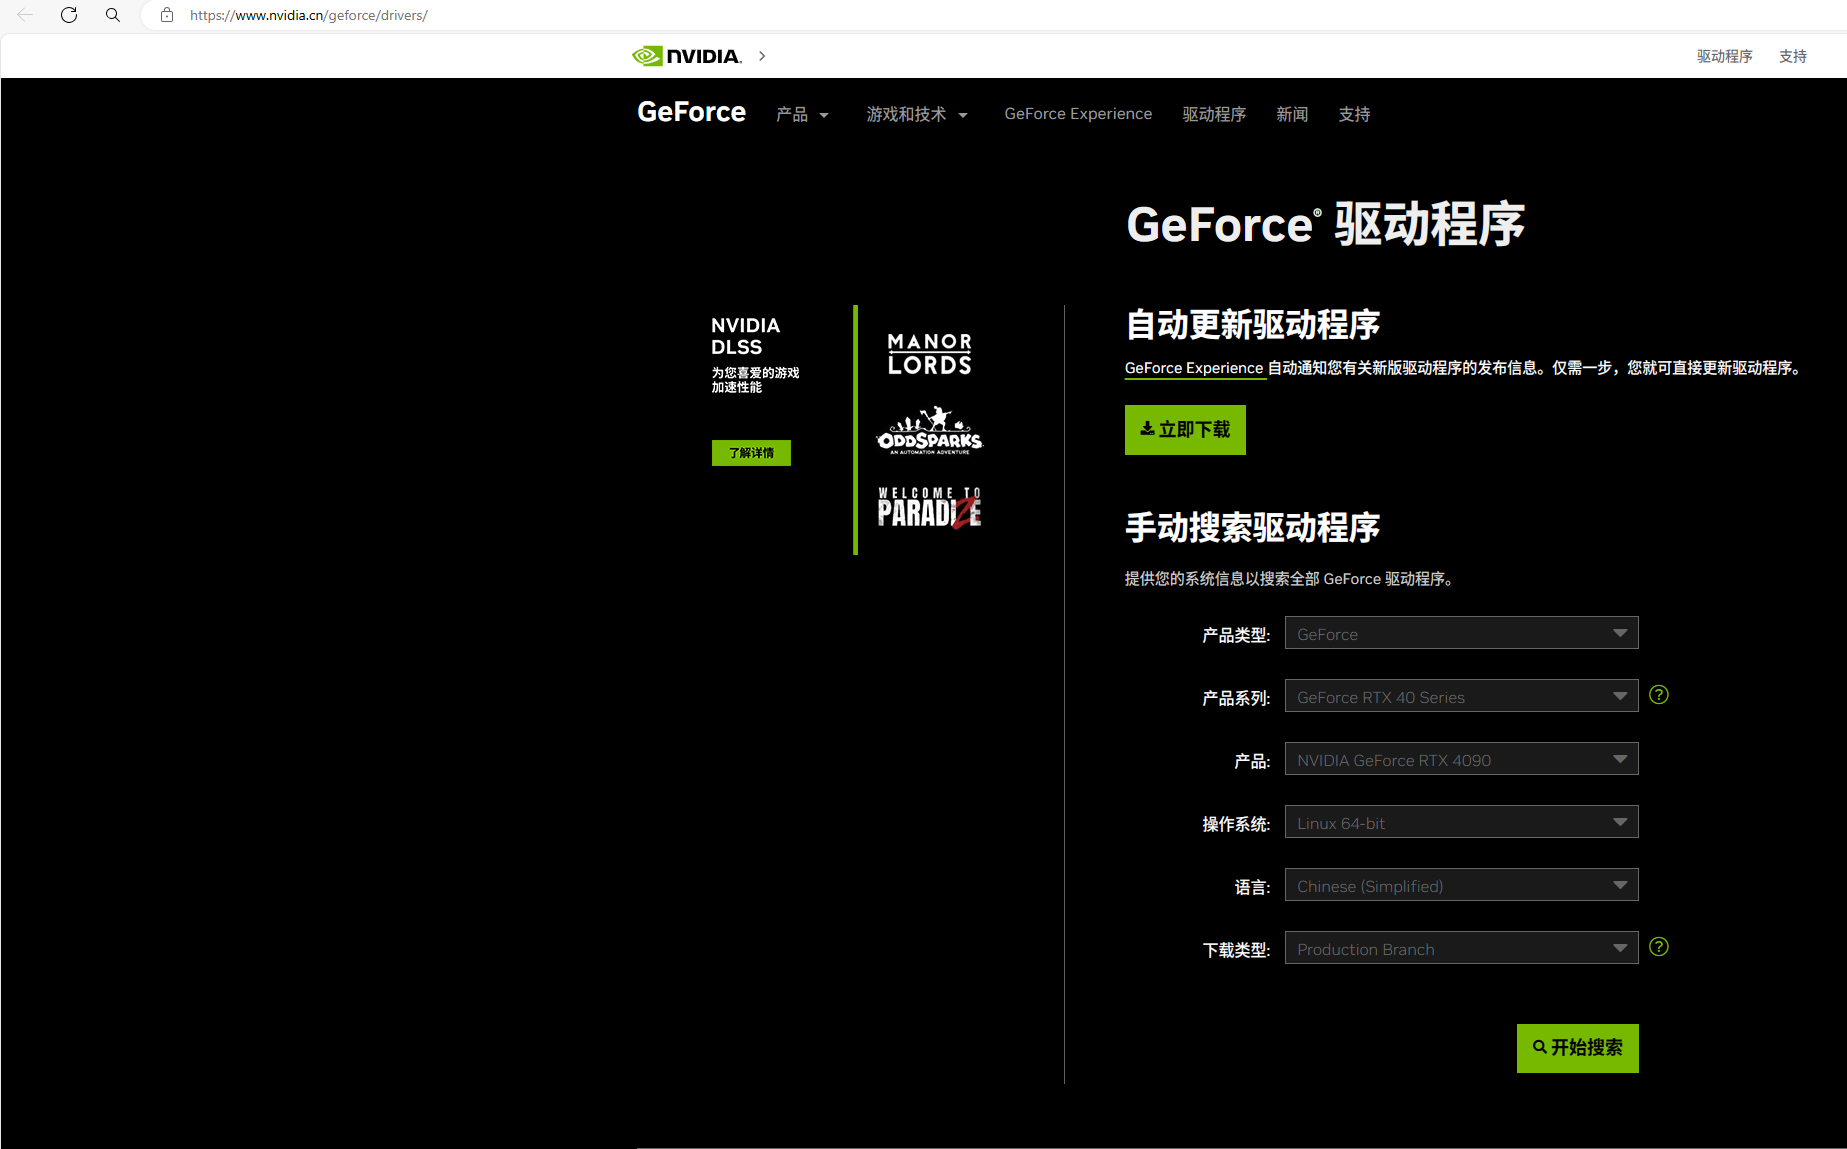 https://www.nvidia.cn/geforce/drivers/
NVIDIA.
驱动程序 支持
GeForce 产品 游戏和技术 GeForce Experience 驱动程序 新闻 支持
GeForce® 驱动程序
NVIDIA
DLSS
为您喜爱的游戏
加速性能
了解详情
MANOR
LORDS
ODDSPARKS
AN AUTOMATION ADVENTURE
WELCOME TO
PARADIZE
自动更新驱动程序
GeForce Experience 自动通知您有关新版驱动程序的发布信息。仅需一步，您就可直接更新驱动程序。
立即下载
手动搜索驱动程序
提供您的系统信息以搜索全部 GeForce 驱动程序。
产品类型: GeForce
产品系列: GeForce RTX 40 Series ?
产品: NVIDIA GeForce RTX 4090
操作系统: Linux 64-bit
语言: Chinese (Simplified)
下载类型: Production Branch ?
开始搜索